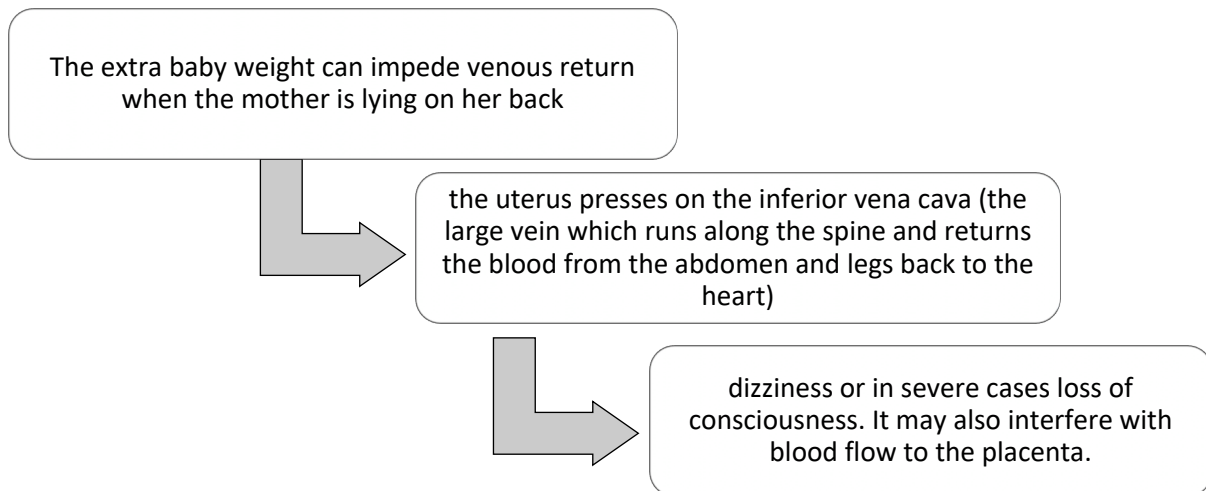 The extra baby weight can impede venous return
when the mother is lying on her back
the uterus presses on the inferior vena cava (the
large vein which runs along the spine and returns
the blood from the abdomen and legs back to the
heart)
dizziness or in severe cases loss of
consciousness. It may also interfere with
blood flow to the placenta.